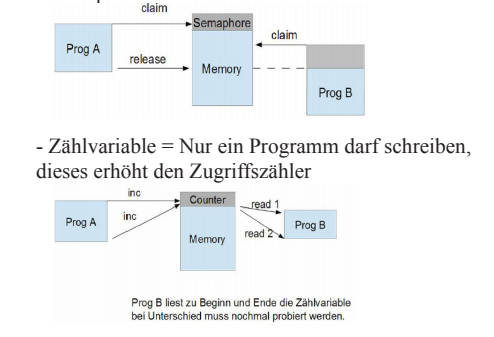 claim
Semaphore
Prog A
claim
release
Memory
Prog B
- Zählvariable = Nur ein Programm darf schreiben,
dieses erhöht den Zugriffszähler
inc
Counter
read 1
Prog A
inc
Prog B
Memory
read 2
Prog B liest zu Beginn und Ende die Zählvariable
bei Unterschied muss nochmal probiert werden.